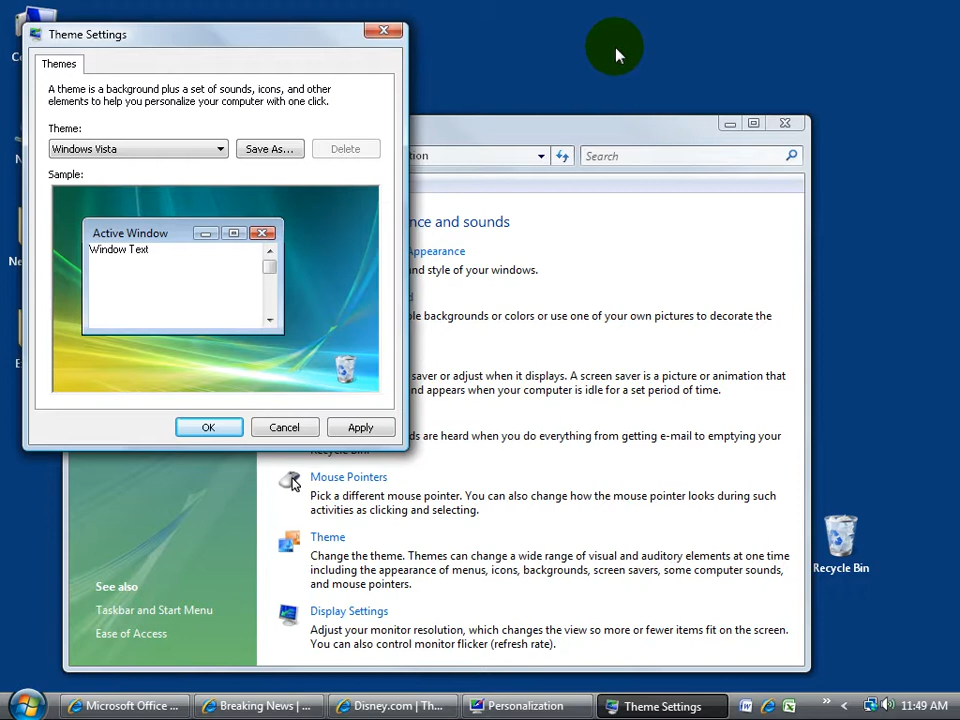 Theme Settings
Themes
A theme is a background plus a set of sounds, icons, and other
elements to help you personalize your computer with one click.
Theme:
Windows Vista
Save As...
Delete
Sample:
Active Window
Window Text
OK
Cancel
Apply
Search
and sounds
Appearance
and style of your windows.
backgrounds or colors or use one of your own pictures to decorate the
saver or adjust when it displays. A screen saver is a picture or animation that
and appears when your computer is idle for a set period of time.
are heard when you do everything from getting e-mail to emptying your
Recycle Bin.
Mouse Pointers
Pick a different mouse pointer. You can also change how the mouse pointer looks during such
activities as clicking and selecting.
Theme
Change the theme. Themes can change a wide range of visual and auditory elements at one time
including the appearance of menus, icons, backgrounds, screen savers, some computer sounds,
and mouse pointers.
Display Settings
Adjust your monitor resolution, which changes the view so more or fewer items fit on the screen.
You can also control monitor flicker (refresh rate).
See also
Taskbar and Start Menu
Ease of Access
Recycle Bin
Microsoft Office ...
Breaking News | ...
Disney.com | Th...
Personalization
Theme Settings
11:49 AM